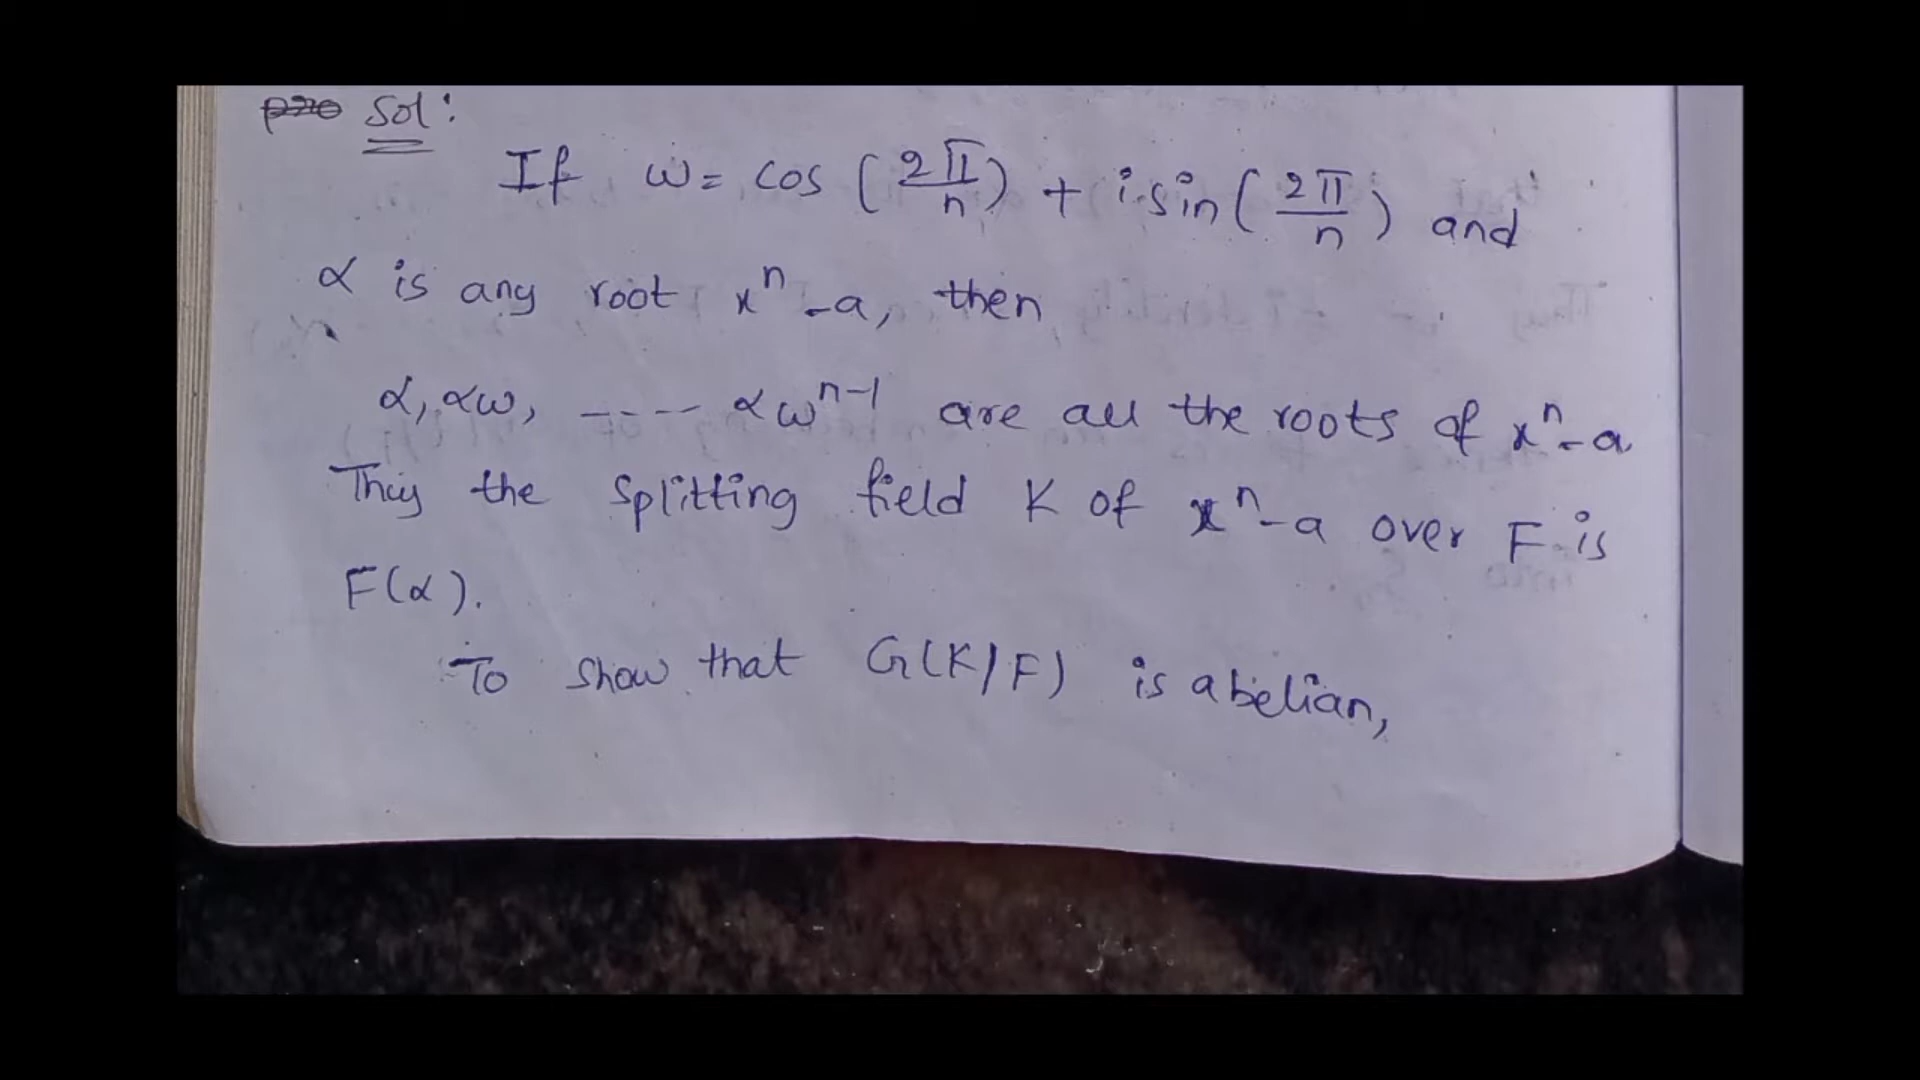 Sol:
If ω = cos (2π/n) + i sin (2π/n) and
α is any root xⁿ - a, then
α, αω, ---- αωⁿ⁻¹ are all the roots of xⁿ - a
Thus the splitting field K of xⁿ - a over F is
F(α).
To show that G(K/F) is abelian,